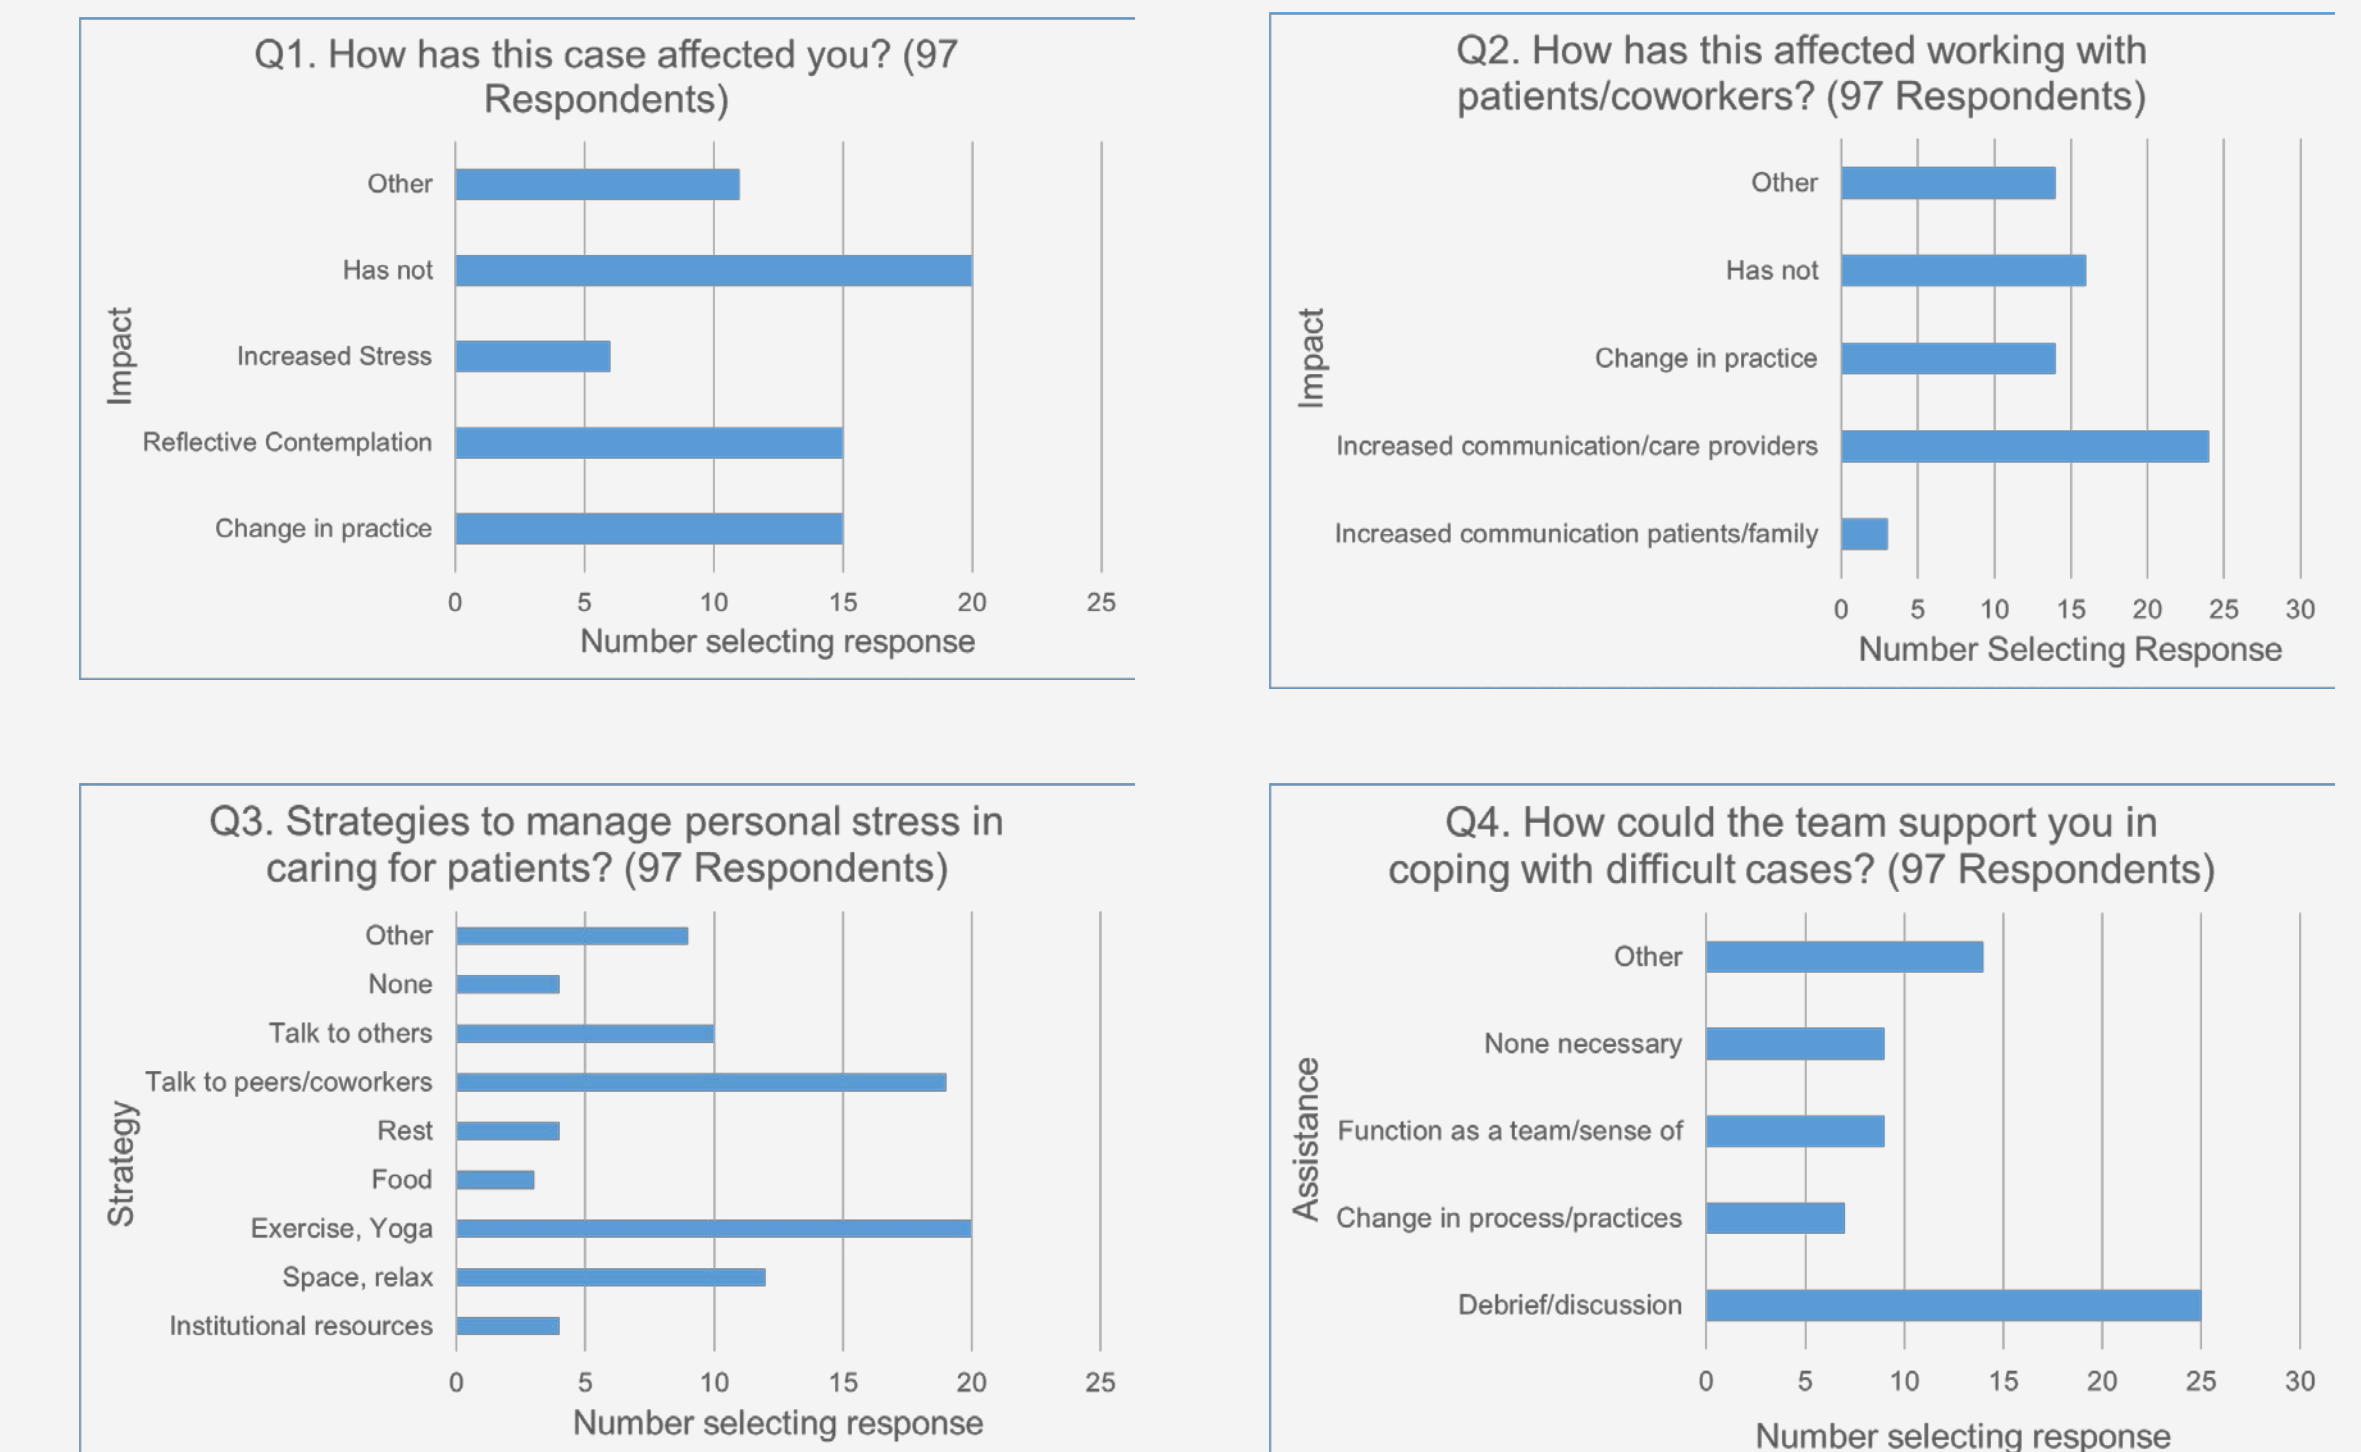 Q1. How has this case affected you? (97
Respondents)
Other
Has not
Increased Stress
Reflective Contemplation
Change in practice
Impact
0 5 10 15 20 25
Number selecting response
Q2. How has this affected working with
patients/coworkers? (97 Respondents)
Other
Has not
Change in practice
Increased communication/care providers
Increased communication patients/family
Impact
0 5 10 15 20 25 30
Number Selecting Response
Q3. Strategies to manage personal stress in
caring for patients? (97 Respondents)
Other
None
Talk to others
Talk to peers/coworkers
Rest
Food
Exercise, Yoga
Space, relax
Institutional resources
Strategy
0 5 10 15 20 25
Number selecting response
Q4. How could the team support you in
coping with difficult cases? (97 Respondents)
Other
None necessary
Function as a team/sense of
Change in process/practices
Debrief/discussion
Assistance
0 5 10 15 20 25 30
Number selecting response